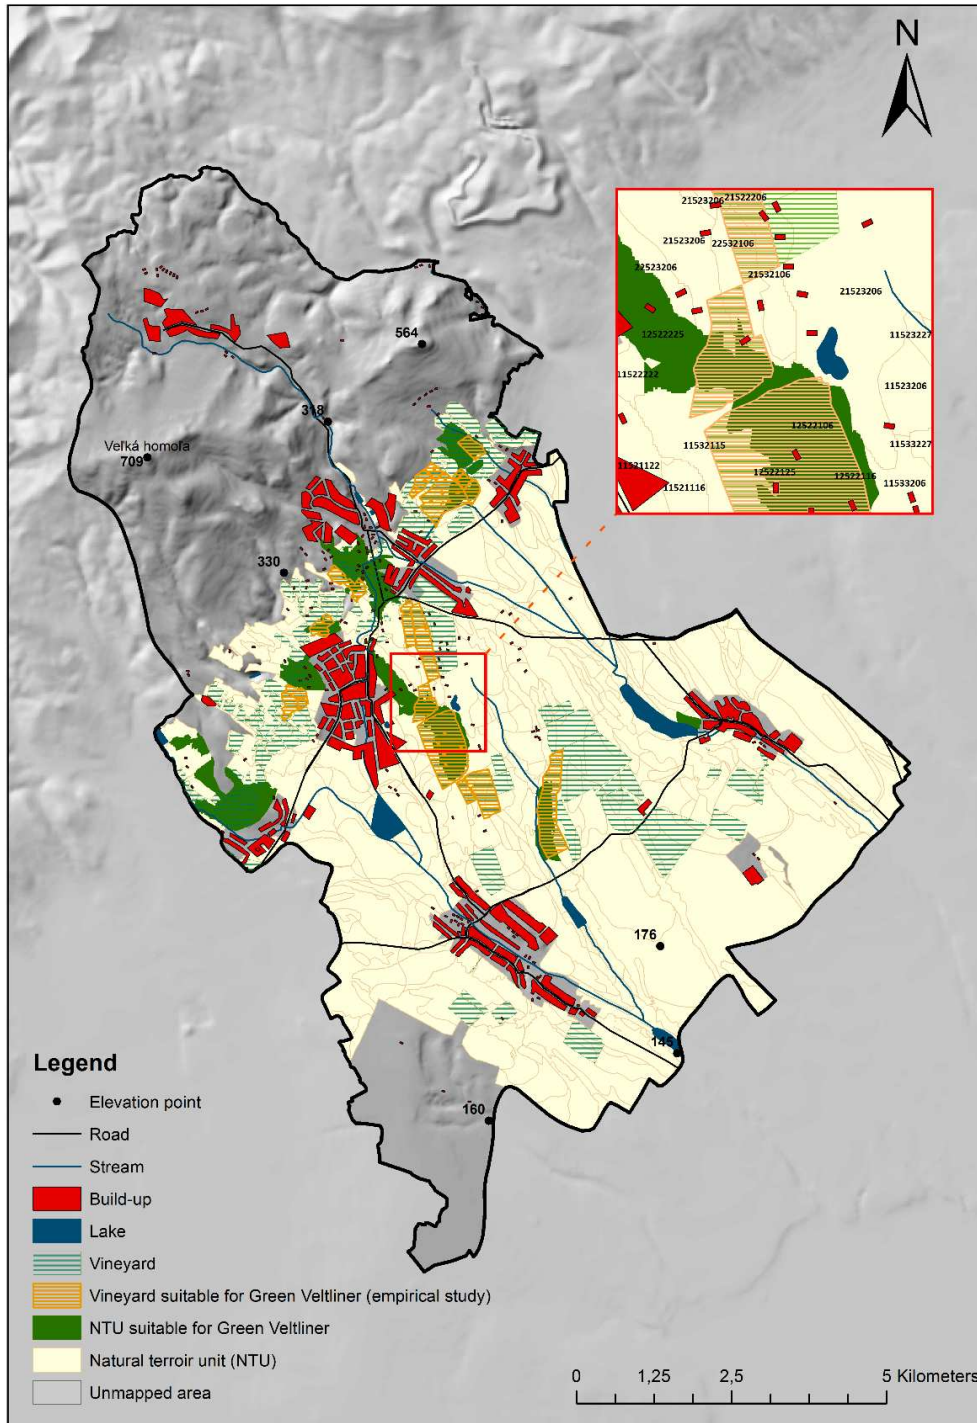 N
21523206 21522206
21523206 22532106
22523206 21532106
21523206
12522225 11523227
11522222 11523206
12522106
11532115 11533227
11521122 12522125 12522116 11533206
11521116
564
318
Veľká homoľa
709
330
176
145
160
Legend
Elevation point
Road
Stream
Build-up
Lake
Vineyard
Vineyard suitable for Green Veltliner (empirical study)
NTU suitable for Green Veltliner
Natural terroir unit (NTU)
Unmapped area
0 1,25 2,5 5 Kilometers